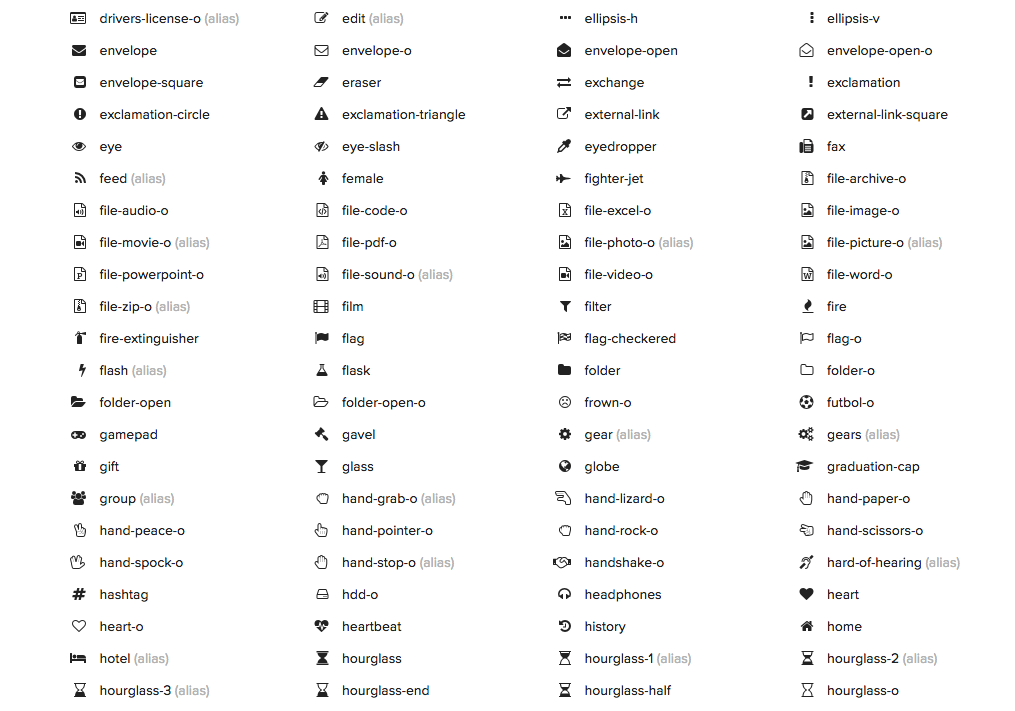 drivers-license-o (alias) edit (alias) ellipsis-h ellipsis-v
envelope envelope-o envelope-open envelope-open-o
envelope-square eraser exchange exclamation
exclamation-circle exclamation-triangle external-link external-link-square
eye eye-slash eyedropper fax
feed (alias) female fighter-jet file-archive-o
file-audio-o file-code-o file-excel-o file-image-o
file-movie-o (alias) file-pdf-o file-photo-o (alias) file-picture-o (alias)
file-powerpoint-o file-sound-o (alias) file-video-o file-word-o
file-zip-o (alias) film filter fire
fire-extinguisher flag flag-checkered flag-o
flash (alias) flask folder folder-o
folder-open folder-open-o frown-o futbol-o
gamepad gavel gear (alias) gears (alias)
gift glass globe graduation-cap
group (alias) hand-grab-o (alias) hand-lizard-o hand-paper-o
hand-peace-o hand-pointer-o hand-rock-o hand-scissors-o
hand-spock-o hand-stop-o (alias) handshake-o hard-of-hearing (alias)
hashtag hdd-o headphones heart
heart-o heartbeat history home
hotel (alias) hourglass hourglass-1 (alias) hourglass-2 (alias)
hourglass-3 (alias) hourglass-end hourglass-half hourglass-o